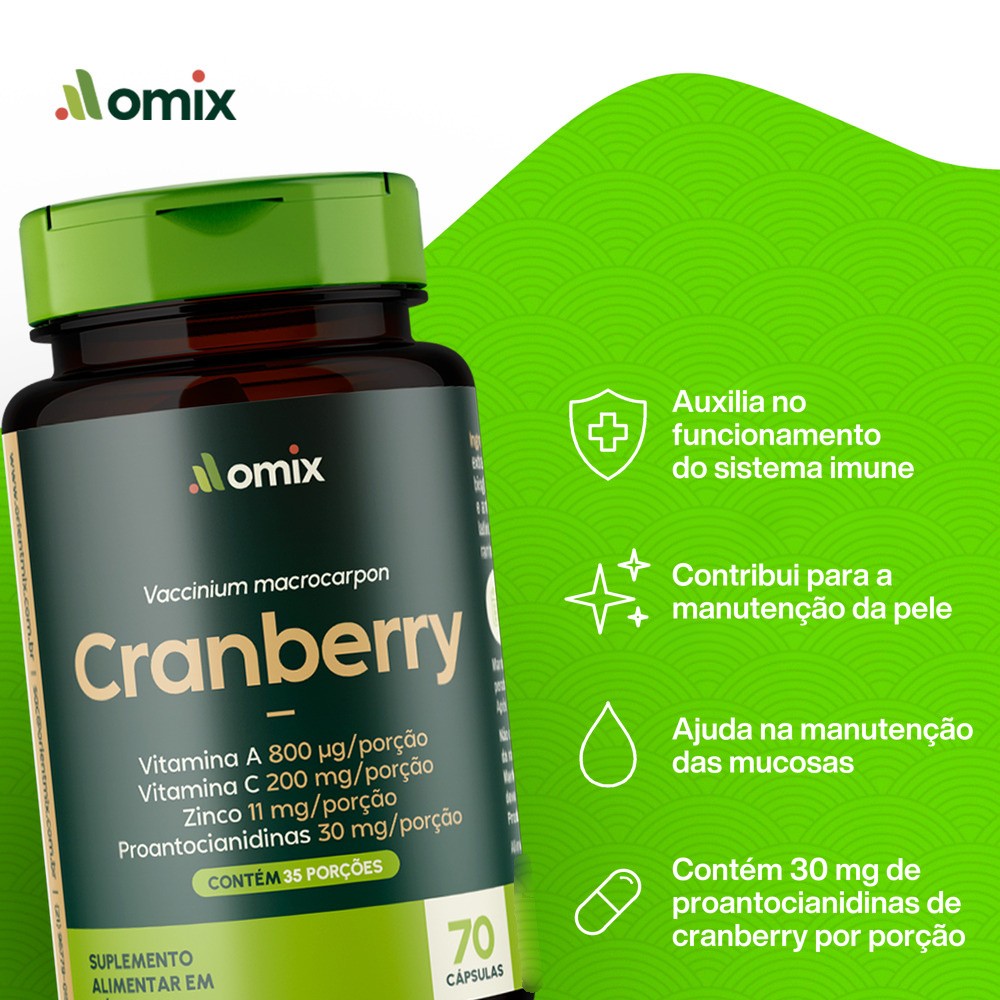 omix
omix
Vaccinium macrocarpon
Cranberry
Vitamina A 800 µg/porção
Vitamina C 200 mg/porção
Zinco 11 mg/porção
Proantocianidinas 30 mg/porção
CONTÉM 35 PORÇÕES
SUPLEMENTO
ALIMENTAR EM
70
CÁPSULAS
Auxilia no
funcionamento
do sistema imune
Contribui para a
manutenção da pele
Ajuda na manutenção
das mucosas
Contém 30 mg de
proantocianidinas de
cranberry por porção